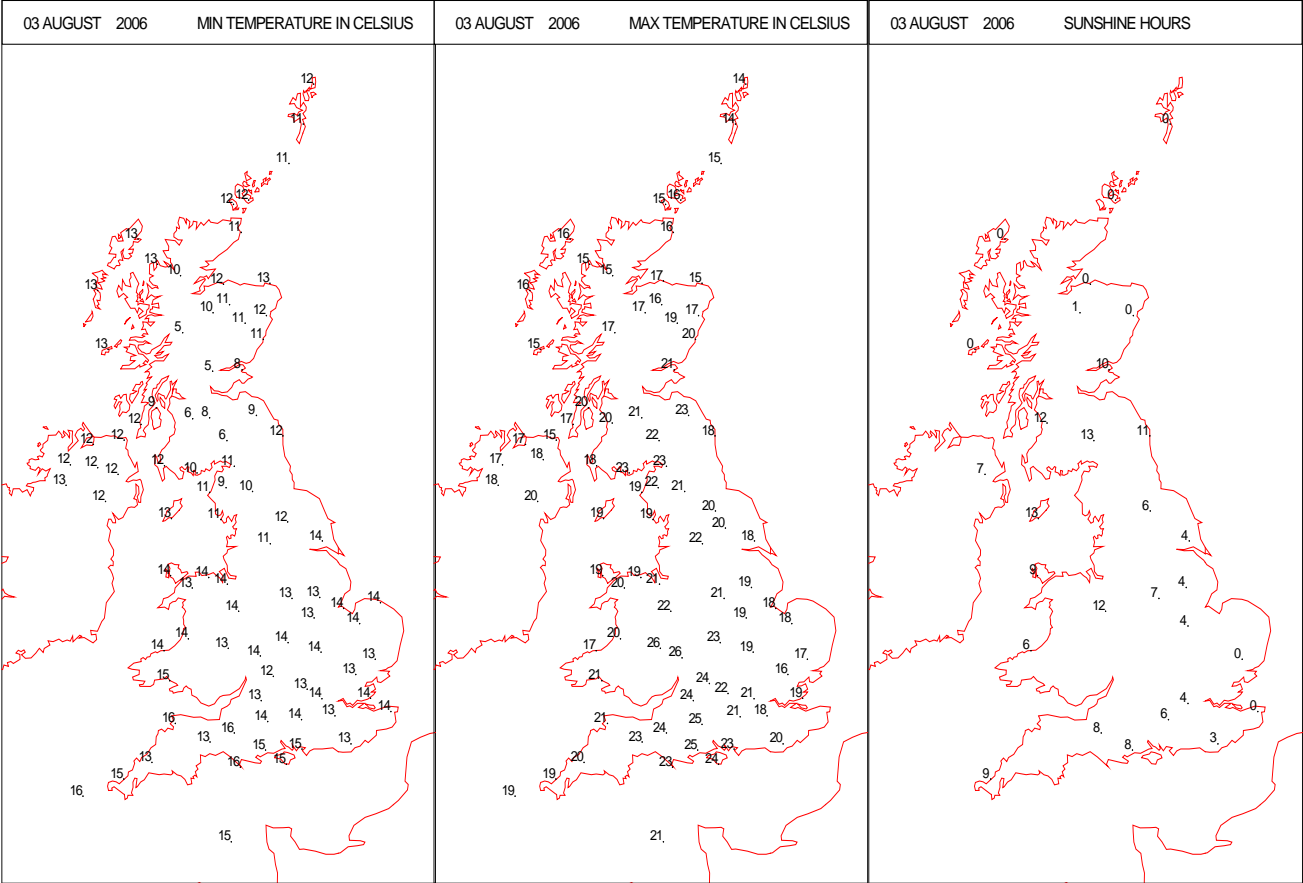 03 AUGUST 2006 MIN TEMPERATURE IN CELSIUS
12
11
11
12 12
11
13
13
10
13 12 13
11
10 12
11
5 11
13
5 8
9
6 8 9
12
12 12 6 12
12 12 12 10 11
12
13 11 9 10
12
13 11 12
11 14
14 14 14
13
13 13
14 14 14
13 14
14 14
14 13 14
14 13
15 12 13
13 13 14 14
14
16 14 14 13
16
13 15 15 13
13 16 15
15
16
15
03 AUGUST 2006 MAX TEMPERATURE IN CELSIUS
14
14
15
15 16
16
16
15
15
16 17 15
16
17 17
19
17 20
15
21
20
17 20 21 23
17 15 22 18
17 18 18 23 23
18 19 22 21
20
19 19 20
20
22 18
19 19 21
20 19
21
22 18
19 18
20 23
17 26 19
26 17
21 24 16
24 22 21 19
21 25 21 18
24
23 25 23 20
20 23 24
19
19
21
03 AUGUST 2006 SUNSHINE HOURS
0
0
0
0
1 0
0
10
12
13 11
7
13 6
11 4
9
7 4
12
4
6
0
4
6 0
8
8 3
9